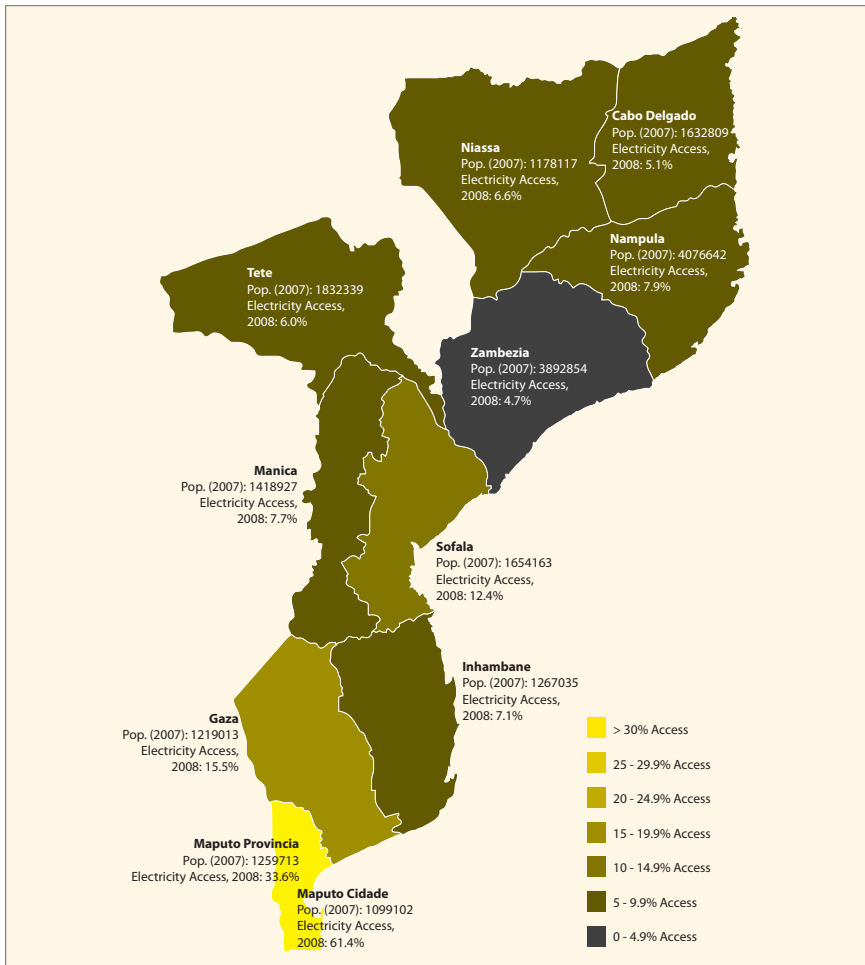 Cabo Delgado
Pop. (2007): 1632809
Electricity Access,
2008: 5.1%
Niassa
Pop. (2007): 1178117
Electricity Access,
2008: 6.6%
Nampula
Pop. (2007): 4076642
Electricity Access,
2008: 7.9%
Tete
Pop. (2007): 1832339
Electricity Access,
2008: 6.0%
Zambezia
Pop. (2007): 3892854
Electricity Access,
2008: 4.7%
Manica
Pop. (2007): 1418927
Electricity Access,
2008: 7.7%
Sofala
Pop. (2007): 1654163
Electricity Access,
2008: 12.4%
Inhambane
Pop. (2007): 1267035
Electricity Access,
2008: 7.1%
Gaza
Pop. (2007): 1219013
Electricity Access,
2008: 15.5%
Maputo Provincia
Pop. (2007): 1259713
Electricity Access, 2008: 33.6%
Maputo Cidade
Pop. (2007): 1099102
Electricity Access,
2008: 61.4%
> 30% Access
25 - 29.9% Access
20 - 24.9% Access
15 - 19.9% Access
10 - 14.9% Access
5 - 9.9% Access
0 - 4.9% Access